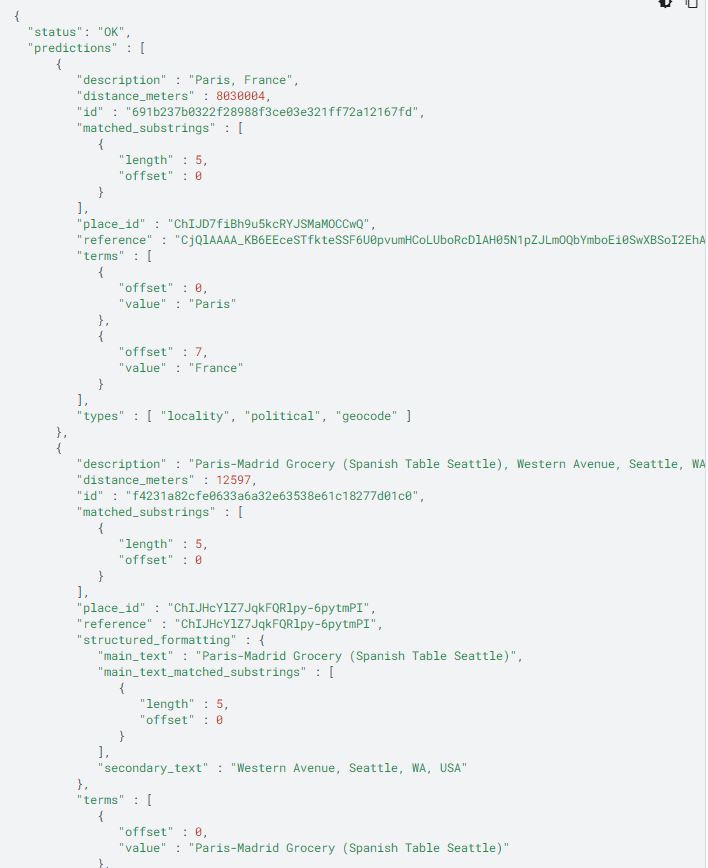 {
"status": "OK",
"predictions" : [
{
"description" : "Paris, France",
"distance_meters" : 8030004,
"id" : "691b237b0322f28988f3ce03e321ff72a12167fd",
"matched_substrings" : [
{
"length" : 5,
"offset" : 0
}
],
"place_id" : "ChIJD7fiBh9u5kcRYJSMaMOCCwQ",
"reference" : "CjQlAAAA_KB6EEceSTfkteSSF6U0pvumHCoLUboRcDlAH05N1pZJLmOQbYmboEi0SwXBSoI2EhA
"terms" : [
{
"offset" : 0,
"value" : "Paris"
},
{
"offset" : 7,
"value" : "France"
}
],
"types" : [ "locality", "political", "geocode" ]
},
{
"description" : "Paris-Madrid Grocery (Spanish Table Seattle), Western Avenue, Seattle, WA
"distance_meters" : 12597,
"id" : "f4231a82cfe0633a6a32e63538e61c18277d01c0",
"matched_substrings" : [
{
"length" : 5,
"offset" : 0
}
],
"place_id" : "ChIJHcYlZ7JqkFQRlpy-6pytmPI",
"reference" : "ChIJHcYlZ7JqkFQRlpy-6pytmPI",
"structured_formatting" : {
"main_text" : "Paris-Madrid Grocery (Spanish Table Seattle)",
"main_text_matched_substrings" : [
{
"length" : 5,
"offset" : 0
}
],
"secondary_text" : "Western Avenue, Seattle, WA, USA"
},
"terms" : [
{
"offset" : 0,
"value" : "Paris-Madrid Grocery (Spanish Table Seattle)"
},